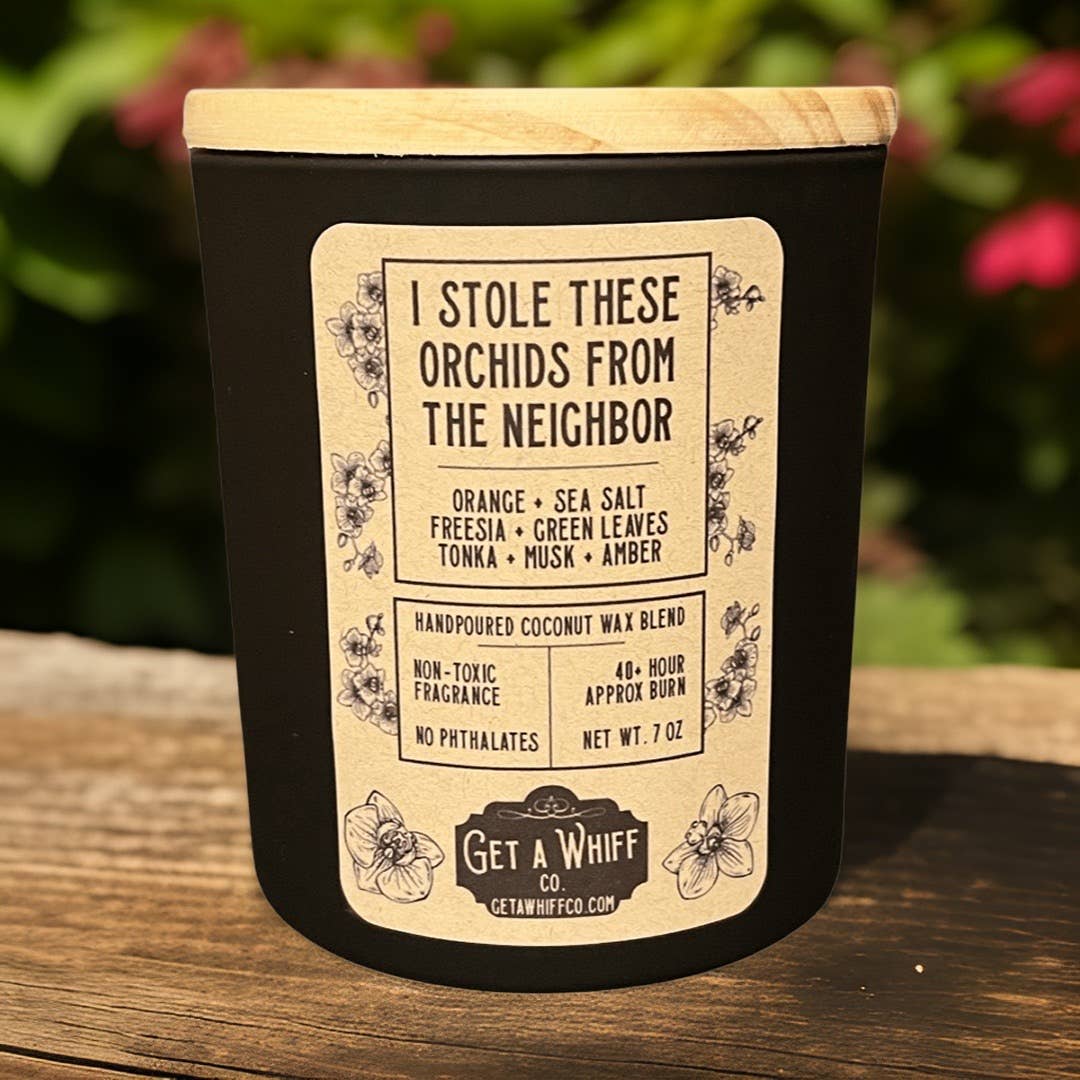 I STOLE THESE
ORCHIDS FROM
THE NEIGHBOR
ORANGE + SEA SALT
FREESIA + GREEN LEAVES
TONKA + MUSK + AMBER
HANDPOURED COCONUT WAX BLEND
NON-TOXIC
FRAGRANCE
NO PHTHALATES
40+ HOUR
APPROX BURN
NET WT. 7 OZ
GET A WHIFF
CO.
GETAWHIFFCO.COM